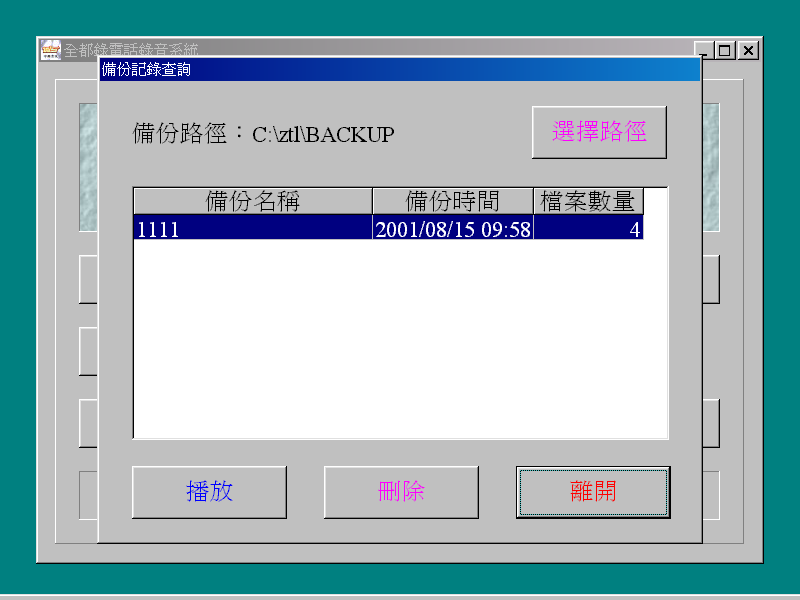 全都錄電話錄音系統
備份記錄查詢
備份路徑：C:\ztl\BACKUP
選擇路徑
備份名稱 備份時間 檔案數量
1111 2001/08/15 09:58 4
播放 刪除 離開